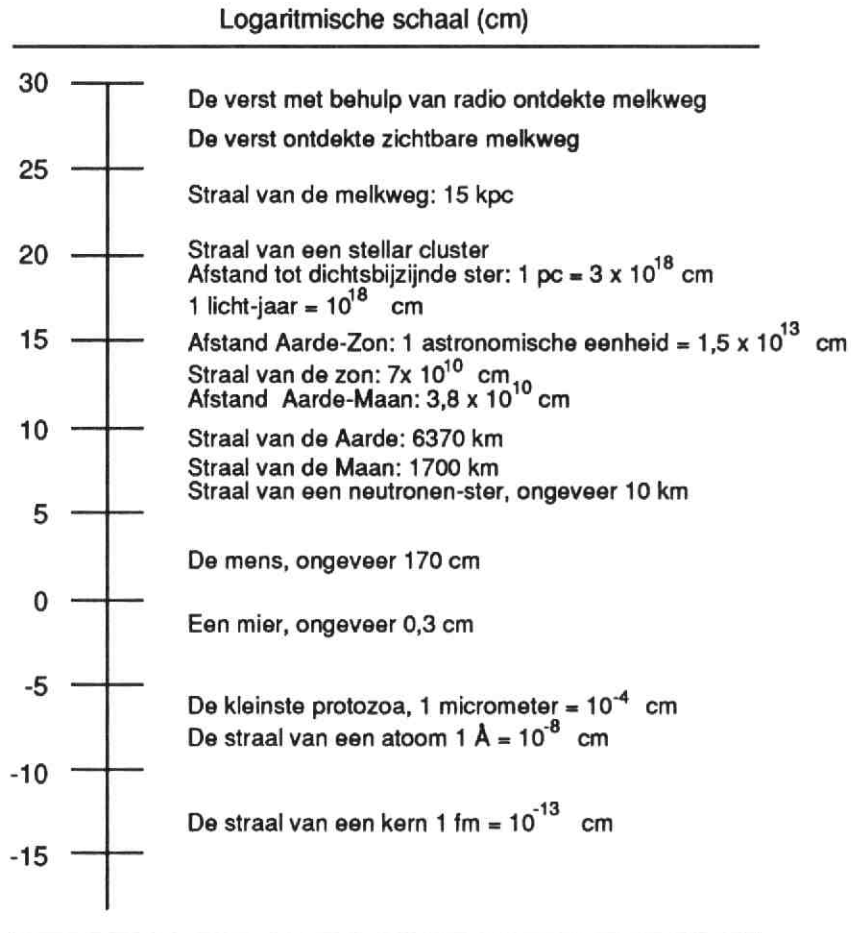 Logaritmische schaal (cm)
30
De verst met behulp van radio ontdekte melkweg
De verst ontdekte zichtbare melkweg
25
Straal van de melkweg: 15 kpc
20
Straal van een stellar cluster
Afstand tot dichtsbijzijnde ster: 1 pc = 3 x 10^18 cm
1 licht-jaar = 10^18 cm
15
Afstand Aarde-Zon: 1 astronomische eenheid = 1,5 x 10^13 cm
Straal van de zon: 7x 10^10 cm
Afstand Aarde-Maan: 3,8 x 10^10 cm
10
Straal van de Aarde: 6370 km
Straal van de Maan: 1700 km
Straal van een neutronen-ster, ongeveer 10 km
5
De mens, ongeveer 170 cm
0
Een mier, ongeveer 0,3 cm
-5
De kleinste protozoa, 1 micrometer = 10^-4 cm
De straal van een atoom 1 Å = 10^-8 cm
-10
De straal van een kern 1 fm = 10^-13 cm
-15